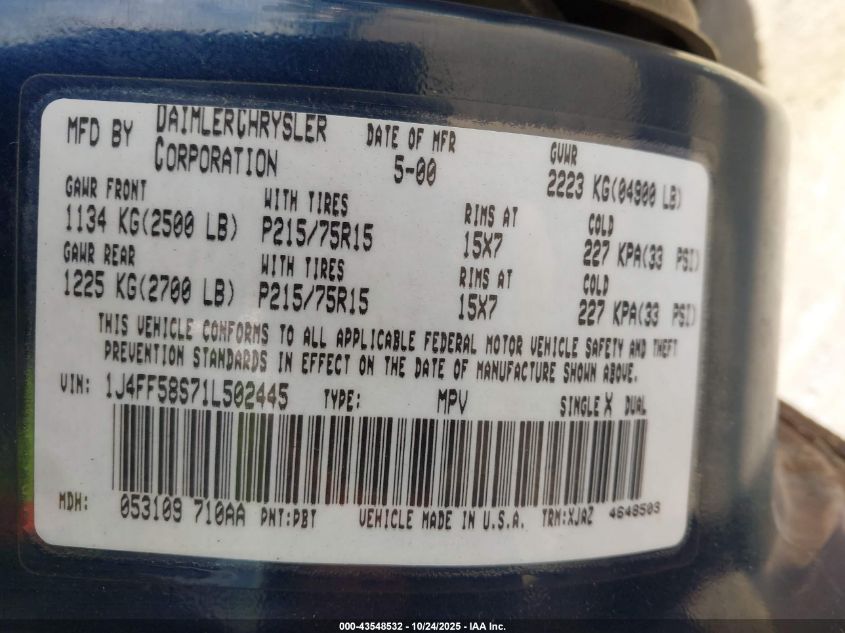 MFD BY DAIMLERCHRYSLER CORPORATION DATE OF MFR 5-00 GVWR 2223 KG(04900 LB)
GAWR FRONT WITH TIRES RIMS AT COLD
1134 KG(2500 LB) P215/75R15 15X7 227 KPA(33 PSI)
GAWR REAR WITH TIRES RIMS AT COLD
1225 KG(2700 LB) P215/75R15 15X7 227 KPA(33 PSI)
THIS VEHICLE CONFORMS TO ALL APPLICABLE FEDERAL MOTOR VEHICLE SAFETY AND THEFT
PREVENTION STANDARDS IN EFFECT ON THE DATE OF MANUFACTURE SHOWN ABOVE.
VIN: 1J4FF58S71L502445 TYPE: MPV SINGLE X DUAL
MDH: 053109 710AA PNT:PBT VEHICLE MADE IN U.S.A. TRM:XJAZ 4648503
000-43548532 - 10/24/2025 - IAA Inc.